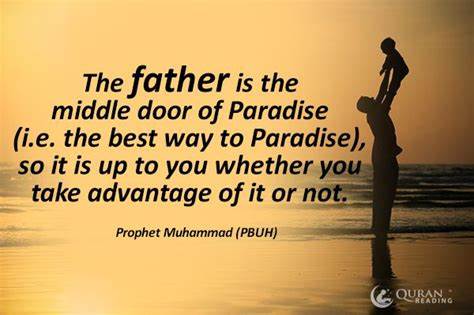 The father is the
middle door of Paradise
(i.e. the best way to Paradise),
so it is up to you whether you
take advantage of it or not.
Prophet Muhammad (PBUH)
QURAN
READING